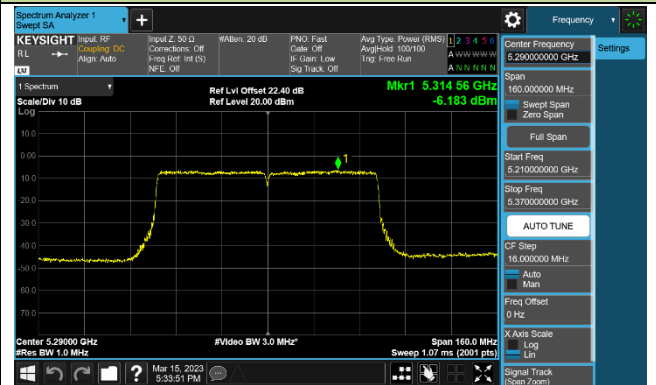 Spectrum Analyzer 1
Swept SA
+
Frequency
KEYSIGHT
RL
LXI
Input: RF
Coupling: DC
Align: Auto
Input Z: 50 Ω
Corrections: Off
Freq Ref: Int (S)
NFE: Off
#Atten: 20 dB
PNO: Fast
Gate: Off
IF Gain: Low
Sig Track: Off
Avg Type: Power (RMS)
Avg|Hold: 100/100
Trig: Free Run
1 2 3 4 5 6
A W W W W W
A N N N N N
1 Spectrum
Scale/Div 10 dB
Log
Ref Lvl Offset 22.40 dB
Ref Level 20.00 dBm
Mkr1 5.314 56 GHz
-6.183 dBm
10.0
0.00
-10.0
-20.0
-30.0
-40.0
-50.0
-60.0
-70.0
1
Center 5.29000 GHz
#Res BW 1.0 MHz
#Video BW 3.0 MHz*
Span 160.0 MHz
Sweep 1.07 ms (2001 pts)
Mar 15, 2023
5:33:51 PM
Center Frequency
5.290000000 GHz
Settings
Span
160.000000 MHz
Swept Span
Zero Span
Full Span
Start Freq
5.210000000 GHz
Stop Freq
5.370000000 GHz
AUTO TUNE
CF Step
16.000000 MHz
Auto
Man
Freq Offset
0 Hz
X Axis Scale
Log
Lin
Signal Track
(Span Zoom)